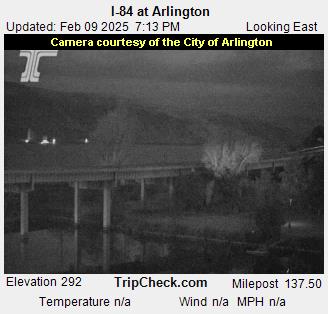 I-84 at Arlington
Updated: Feb 09 2025 7:13 PM Looking East
Camera courtesy of the City of Arlington
Elevation 292 TripCheck.com Milepost 137.50
Temperature n/a Wind n/a MPH n/a